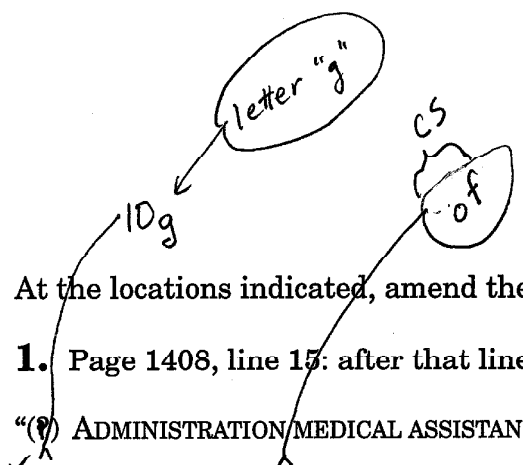 letter "g"
cs
10g
of
At the locations indicated, amend the
1. Page 1408, line 15: after that line
"(?) ADMINISTRATION MEDICAL ASSISTAN